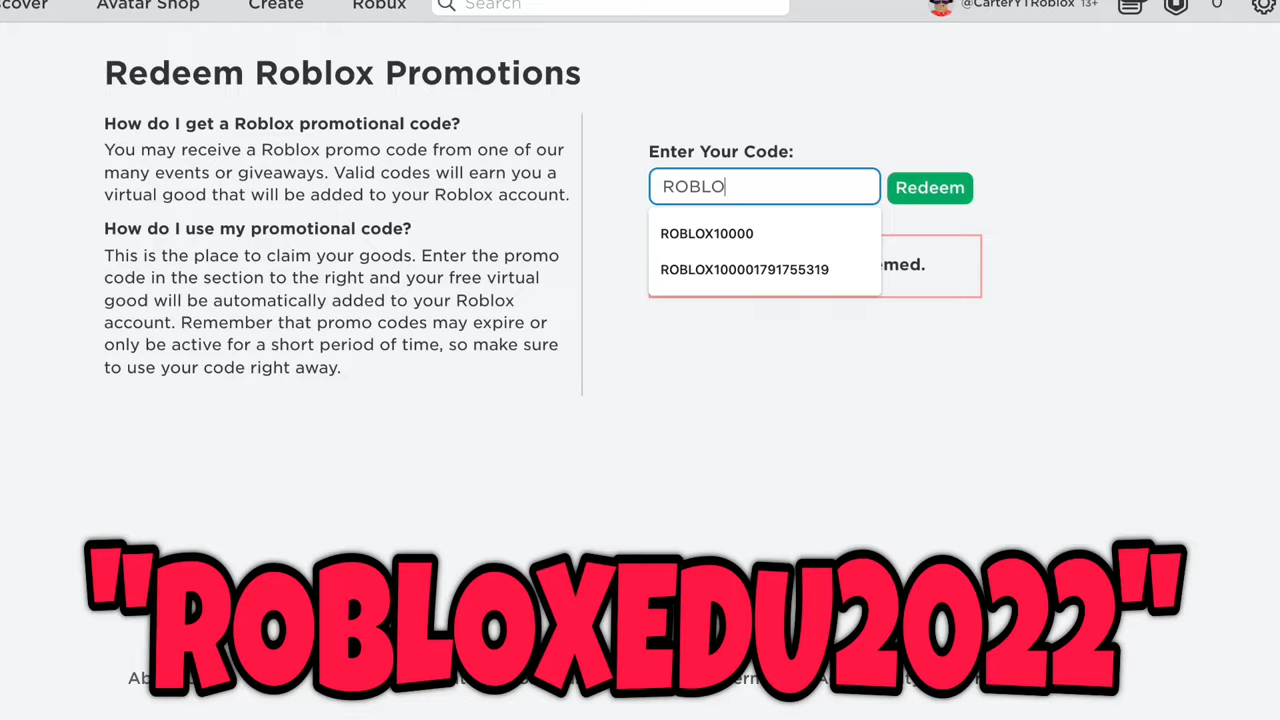 Avatar Shop Create Robux Search @CarterYTRoblox 13+ 0
Redeem Roblox Promotions
How do I get a Roblox promotional code?
You may receive a Roblox promo code from one of our
many events or giveaways. Valid codes will earn you a
virtual good that will be added to your Roblox account.
How do I use my promotional code?
This is the place to claim your goods. Enter the promo
code in the section to the right and your free virtual
good will be automatically added to your Roblox
account. Remember that promo codes may expire or
only be active for a short period of time, so make sure
to use your code right away.
Enter Your Code:
ROBLO
Redeem
ROBLOX10000
ROBLOX100001791755319
"ROBLOXEDU2022"